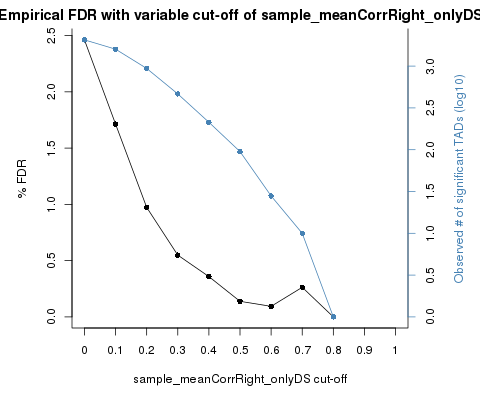 Empirical FDR with variable cut-off of sample_meanCorrRight_onlyDS
% FDR
2.5
2.0
1.5
1.0
0.5
0.0
3.0
2.5
2.0
1.5
1.0
0.5
0.0
Observed # of significant TADs (log10)
0 0.1 0.2 0.3 0.4 0.5 0.6 0.7 0.8 0.9 1
sample_meanCorrRight_onlyDS cut-off